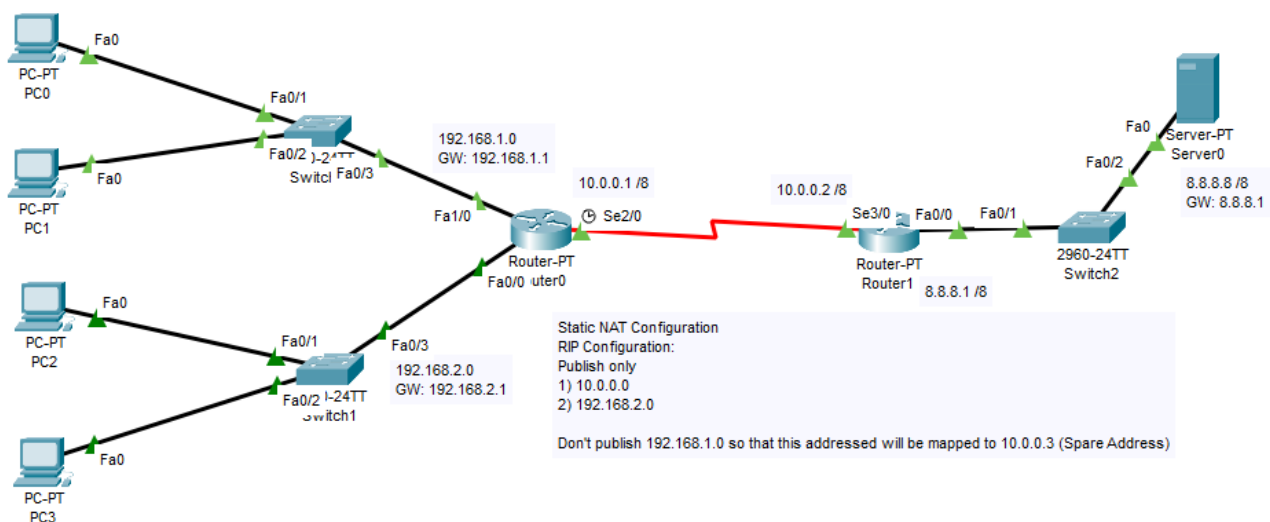 Fa0
PC-PT
PC0
Fa0/1
Fa0
PC-PT
PC1
Fa0/2
-24TT
Switch
Fa0/3
192.168.1.0
GW: 192.168.1.1
Fa1/0
10.0.0.1 /8
Se2/0
Router-PT
uter0
Fa0/0
10.0.0.2 /8
Se3/0
Fa0/0
Fa0/1
Router-PT
Router1
8.8.8.1 /8
2960-24TT
Switch2
Fa0/2
Fa0
Server-PT
Server0
8.8.8.8 /8
GW: 8.8.8.1
Fa0
PC-PT
PC2
Fa0/1
Fa0/3
192.168.2.0
GW: 192.168.2.1
Fa0/2
-24TT
Switch1
Fa0
PC-PT
PC3
Static NAT Configuration
RIP Configuration:
Publish only
1) 10.0.0.0
2) 192.168.2.0
Don't publish 192.168.1.0 so that this addressed will be mapped to 10.0.0.3 (Spare Address)